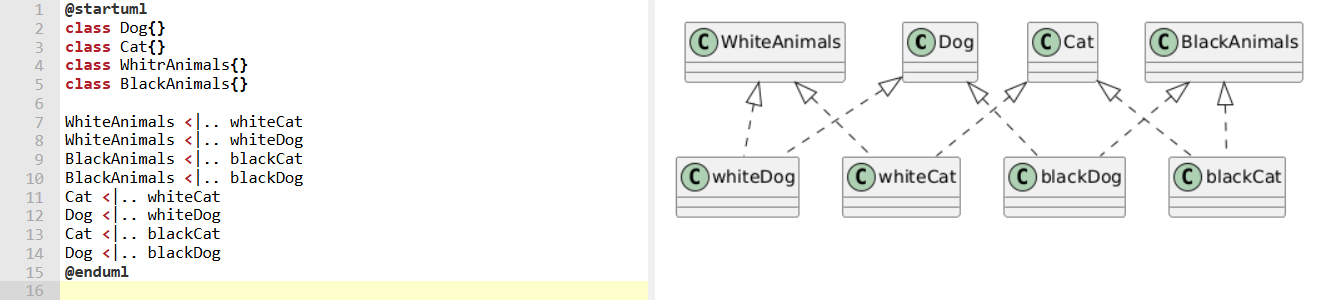 1 @startuml
2 class Dog{}
3 class Cat{}
4 class WhitrAnimals{}
5 class BlackAnimals{}
6
7 WhiteAnimals <|.. whiteCat
8 WhiteAnimals <|.. whiteDog
9 BlackAnimals <|.. blackCat
10 BlackAnimals <|.. blackDog
11 Cat <|.. whiteCat
12 Dog <|.. whiteDog
13 Cat <|.. blackCat
14 Dog <|.. blackDog
15 @enduml
16
C WhiteAnimals C Dog C Cat C BlackAnimals
C whiteDog C whiteCat C blackDog C blackCat